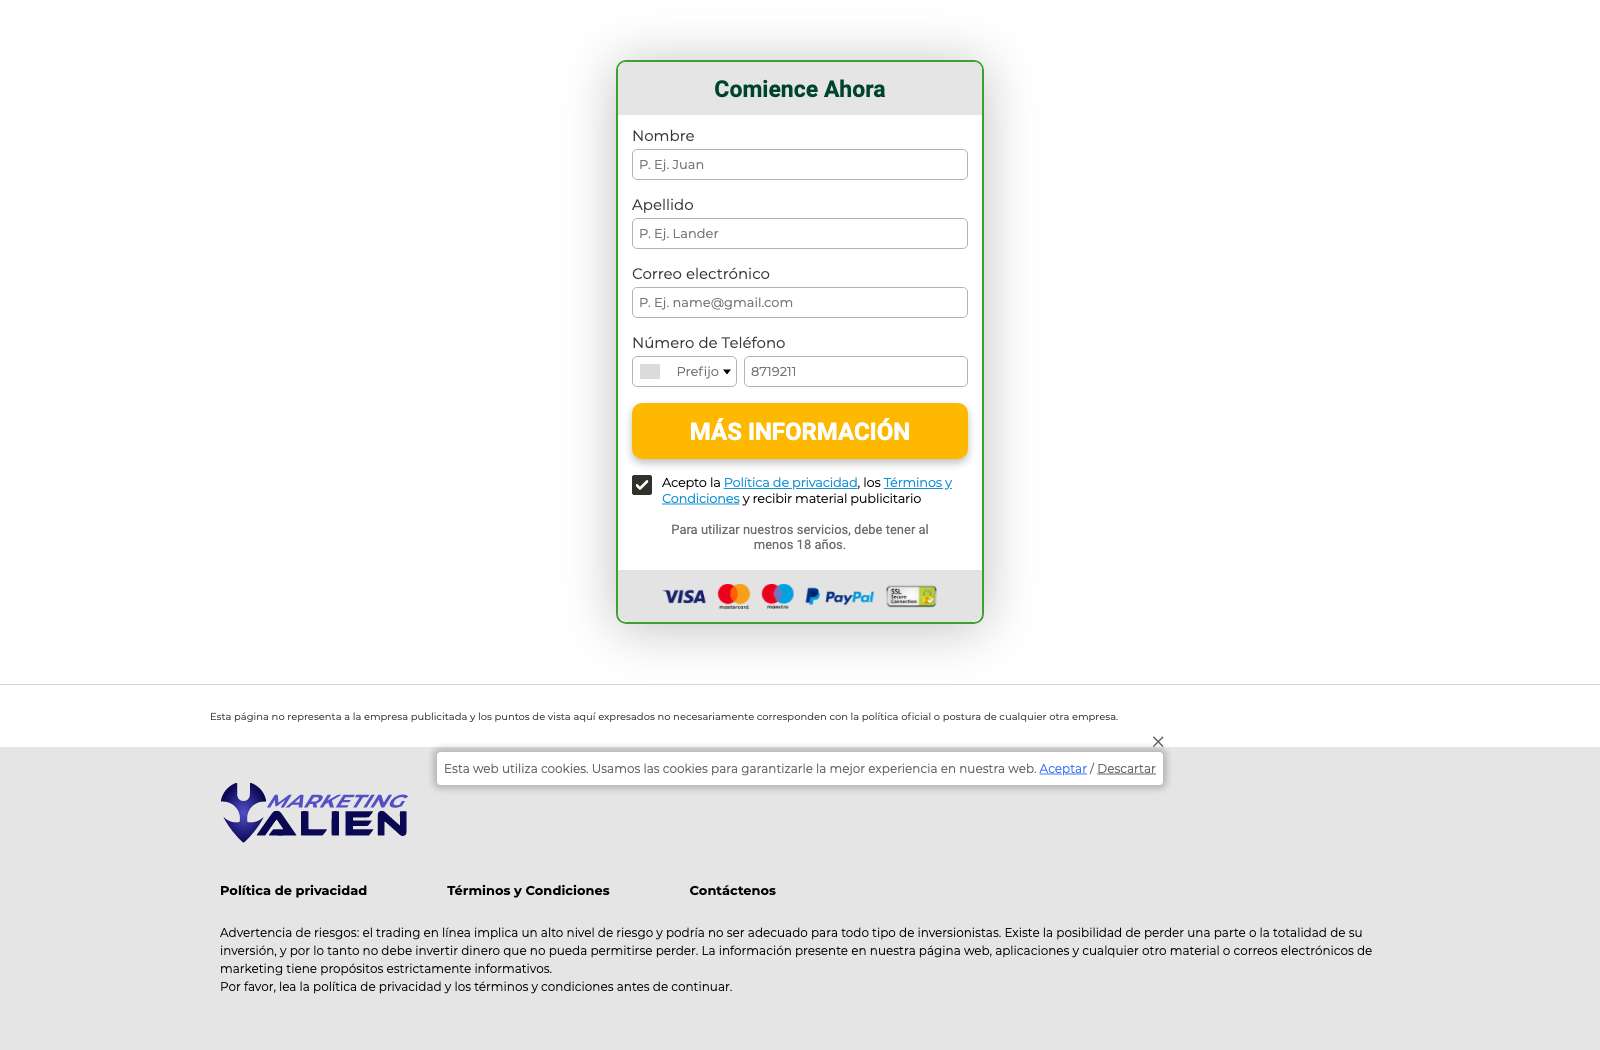 Comience Ahora
Nombre
P. Ej. Juan
Apellido
P. Ej. Lander
Correo electrónico
P. Ej. name@gmail.com
Número de Teléfono
Prefijo 8719211
MÁS INFORMACIÓN
Acepto la Política de privacidad, los Términos y
Condiciones y recibir material publicitario
Para utilizar nuestros servicios, debe tener al
menos 18 años.
VISA mastercard maestro PayPal SSL
Secure
Connection
Esta página no representa a la empresa publicitada y los puntos de vista aquí expresados no necesariamente corresponden con la política oficial o postura de cualquier otra empresa.
Esta web utiliza cookies. Usamos las cookies para garantizarle la mejor experiencia en nuestra web. Aceptar / Descartar
MARKETING
ALIEN
Política de privacidad Términos y Condiciones Contáctenos
Advertencia de riesgos: el trading en línea implica un alto nivel de riesgo y podría no ser adecuado para todo tipo de inversionistas. Existe la posibilidad de perder una parte o la totalidad de su
inversión, y por lo tanto no debe invertir dinero que no pueda permitirse perder. La información presente en nuestra página web, aplicaciones y cualquier otro material o correos electrónicos de
marketing tiene propósitos estrictamente informativos.
Por favor, lea la política de privacidad y los términos y condiciones antes de continuar.